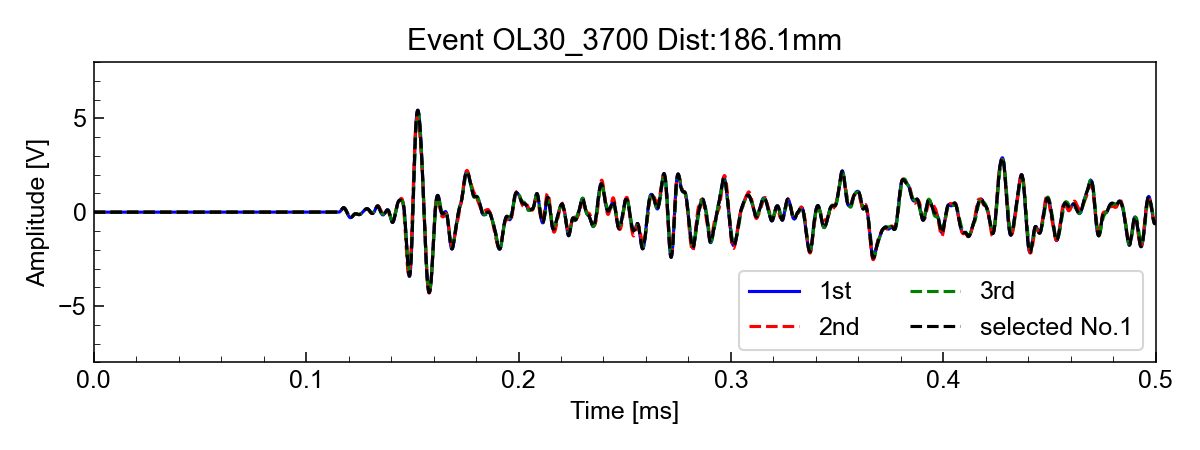 Event OL30_3700 Dist:186.1mm
Amplitude [V]
5
0
−5
1st
2nd
3rd
selected No.1
0.0 0.1 0.2 0.3 0.4 0.5
Time [ms]